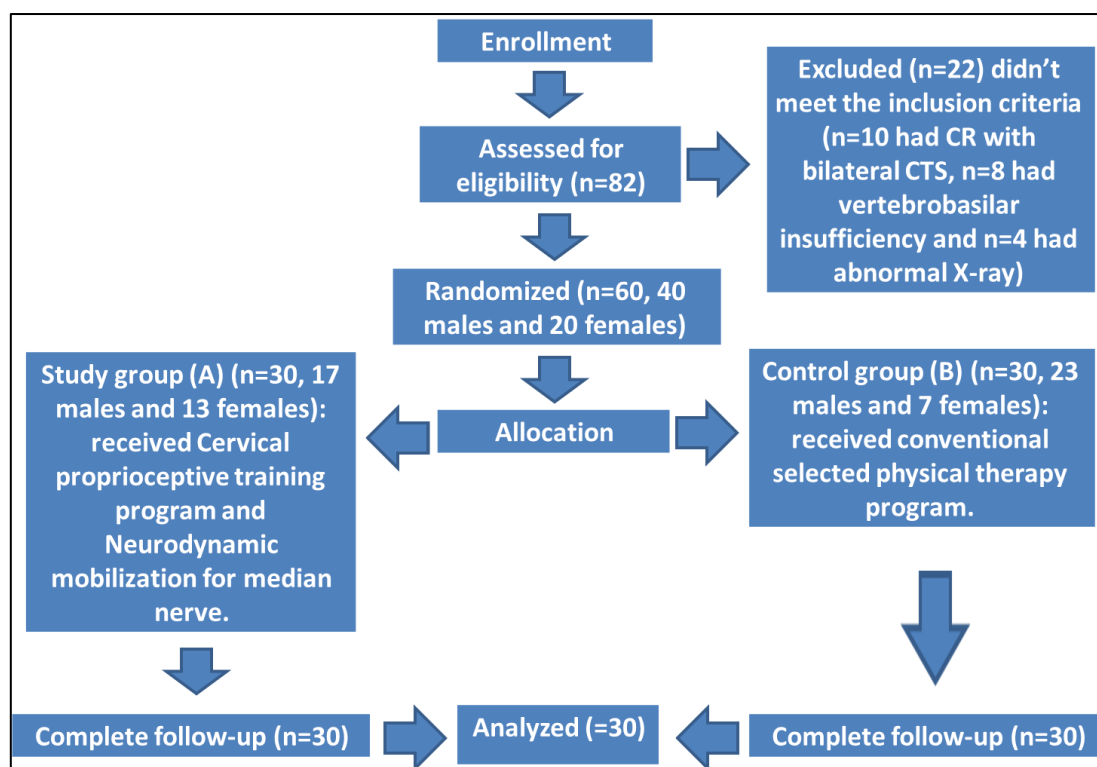 Enrollment
Assessed for
eligibility (n=82)
Excluded (n=22) didn’t
meet the inclusion criteria
(n=10 had CR with
bilateral CTS, n=8 had
vertebrobasilar
insufficiency and n=4 had
abnormal X-ray)
Randomized (n=60, 40
males and 20 females)
Allocation
Study group (A) (n=30, 17
males and 13 females):
received Cervical
proprioceptive training
program and
Neurodynamic
mobilization for median
nerve.
Control group (B) (n=30, 23
males and 7 females):
received conventional
selected physical therapy
program.
Complete follow-up (n=30)
Analyzed (=30)
Complete follow-up (n=30)